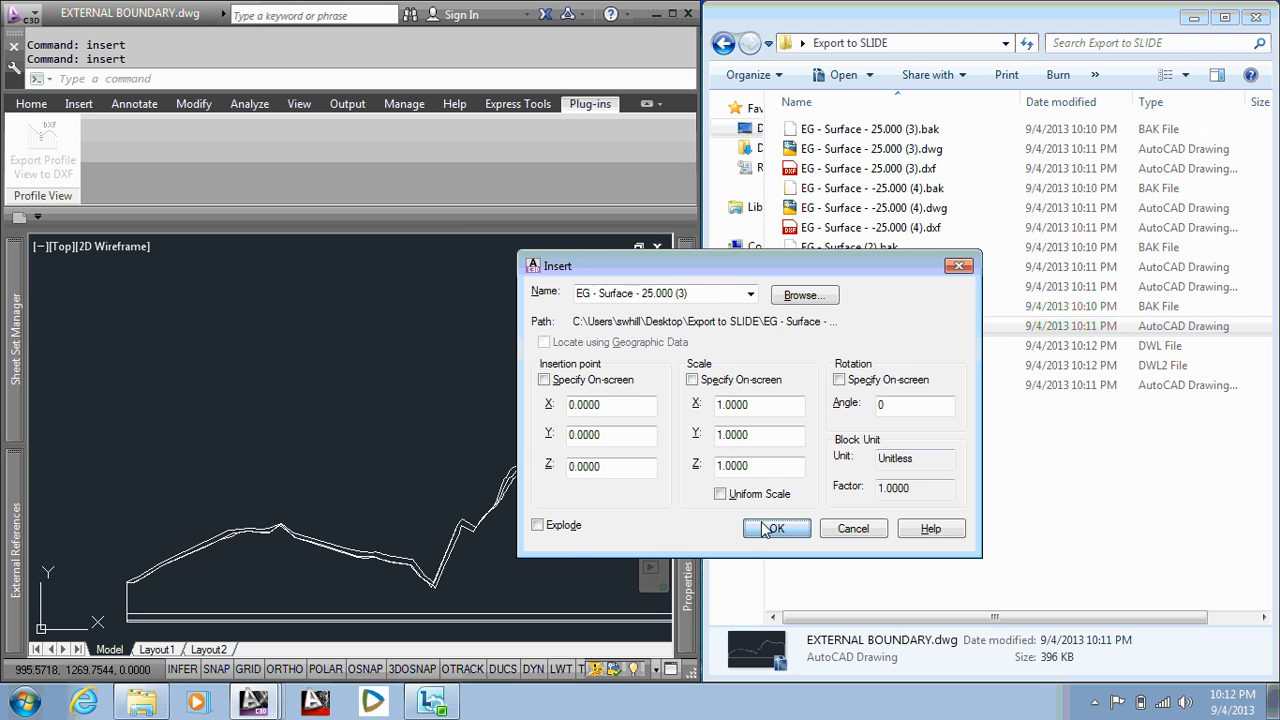 C3D
EXTERNAL BOUNDARY.dwg
Type a keyword or phrase
Sign In
Command: insert
Command: insert
Type a command
Home
Insert
Annotate
Modify
Analyze
View
Output
Manage
Help
Express Tools
Plug-ins
DXF
Export Profile
View to DXF
Profile View
[−][Top][2D Wireframe]
Sheet Set Manager
External References
Properties
Y
X
Model
Layout1
Layout2
995.5718, 1269.7544, 0.0000
INFER
SNAP
GRID
ORTHO
POLAR
OSNAP
3DOSNAP
OTRACK
DUCS
DYN
LWT
Export to SLIDE
Search Export to SLIDE
Organize
Open
Share with
Print
Burn
»
Name
Date modified
Type
Size
Fav
D
D
R
Lib
Co
EG - Surface - 25.000 (3).bak 9/4/2013 10:10 PM BAK File
EG - Surface - 25.000 (3).dwg 9/4/2013 10:11 PM AutoCAD Drawing
EG - Surface - 25.000 (3).dxf 9/4/2013 10:11 PM AutoCAD Drawing...
EG - Surface - -25.000 (4).bak 9/4/2013 10:10 PM BAK File
EG - Surface - -25.000 (4).dwg 9/4/2013 10:11 PM AutoCAD Drawing
EG - Surface - -25.000 (4).dxf 9/4/2013 10:11 PM AutoCAD Drawing...
EG - Surface (2).bak 9/4/2013 10:10 PM BAK File
9/4/2013 10:11 PM AutoCAD Drawing
9/4/2013 10:11 PM AutoCAD Drawing...
9/4/2013 10:10 PM BAK File
9/4/2013 10:11 PM AutoCAD Drawing
9/4/2013 10:12 PM DWL File
9/4/2013 10:12 PM DWL2 File
9/4/2013 10:11 PM AutoCAD Drawing...
Insert
Name:
EG - Surface - 25.000 (3)
Browse...
Path:
C:\Users\swhill\Desktop\Export to SLIDE\EG - Surface - ...
Locate using Geographic Data
Insertion point
Specify On-screen
X: 0.0000
Y: 0.0000
Z: 0.0000
Scale
Specify On-screen
X: 1.0000
Y: 1.0000
Z: 1.0000
Uniform Scale
Rotation
Specify On-screen
Angle: 0
Block Unit
Unit: Unitless
Factor: 1.0000
Explode
OK
Cancel
Help
EXTERNAL BOUNDARY.dwg Date modified: 9/4/2013 10:11 PM
AutoCAD Drawing Size: 396 KB
10:12 PM
9/4/2013